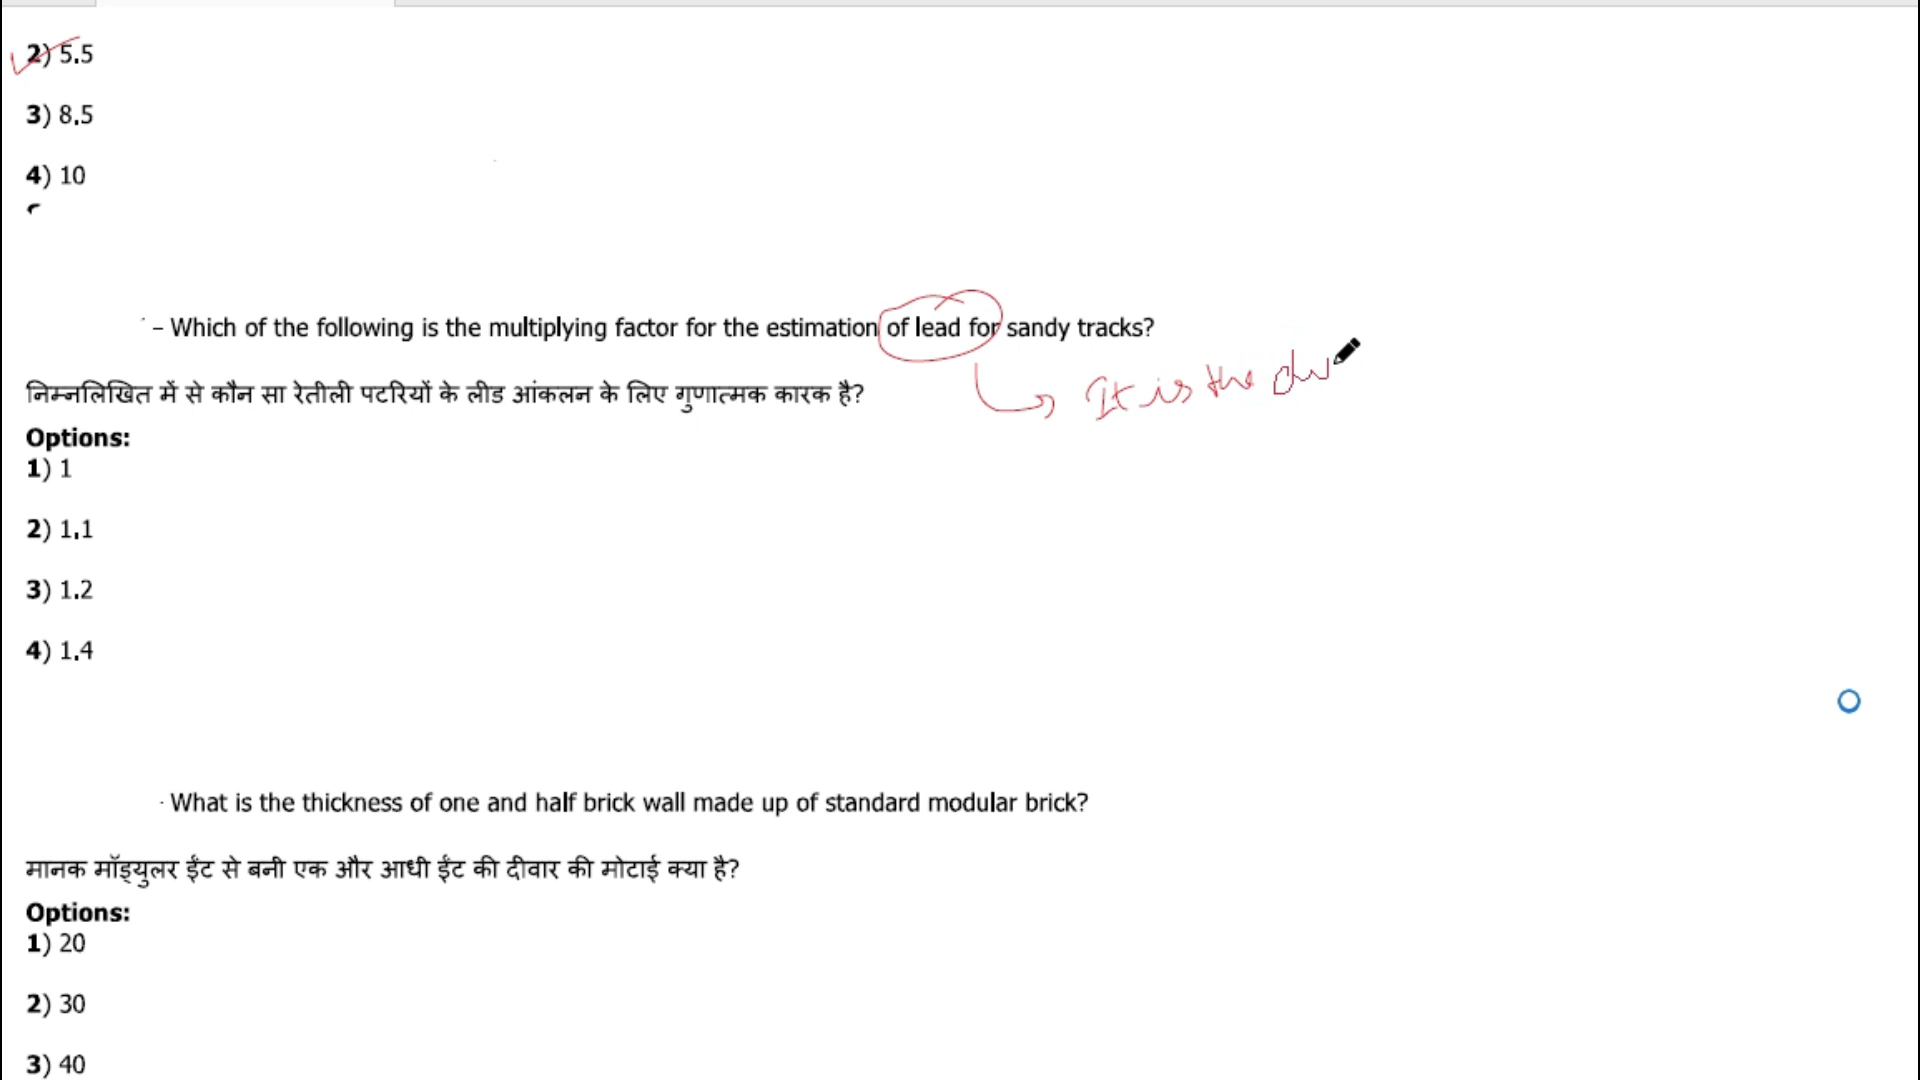 2) 5.5
3) 8.5
4) 10
– Which of the following is the multiplying factor for the estimation of lead for sandy tracks?
It is the
निम्नलिखित में से कौन सा रेतीली पटरियों के लीड आंकलन के लिए गुणात्मक कारक है?
Options:
1) 1
2) 1.1
3) 1.2
4) 1.4
What is the thickness of one and half brick wall made up of standard modular brick?
मानक मॉड्युलर ईंट से बनी एक और आधी ईंट की दीवार की मोटाई क्या है?
Options:
1) 20
2) 30
3) 40